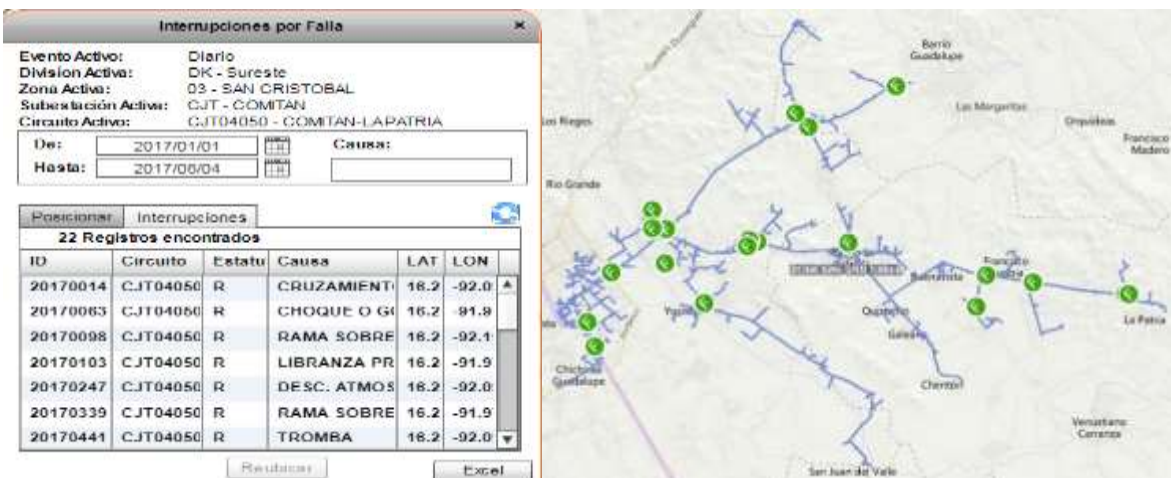 Interrupciones por Falla
Evento Activo: Diario
Division Activa: DK - Sureste
Zona Activa: 03 - SAN CRISTOBAL
Subestación Activa: CJT - COMITAN
Circuito Activo: CJT04050 - COMITAN-LAPATRIA
De: 2017/01/01 Causa:
Hasta: 2017/06/04
Posicionar Interrupciones
22 Registros encontrados
ID Circuito Estatu Causa LAT LON
20170014 CJT04050 R CRUZAMIENT 16.2 -92.0
20170063 CJT04050 R CHOQUE O G 16.2 -91.9
20170098 CJT04050 R RAMA SOBRE 16.2 -92.1
20170103 CJT04050 R LIBRANZA PR 16.2 -91.9
20170247 CJT04050 R DESC. ATMOS 16.2 -92.0
20170339 CJT04050 R RAMA SOBRE 16.2 -91.9
20170441 CJT04050 R TROMBA 16.2 -92.0
Reubicar Excel
Barrio
Guadalupe
Las Margaritas
Orquideas
Francisco
Madero
Los Riegos
Rio Grande
Buenavista
La Patria
Galeana
Guadalupe
Chentón
Venustiano
Carranza
San Juan del Valle